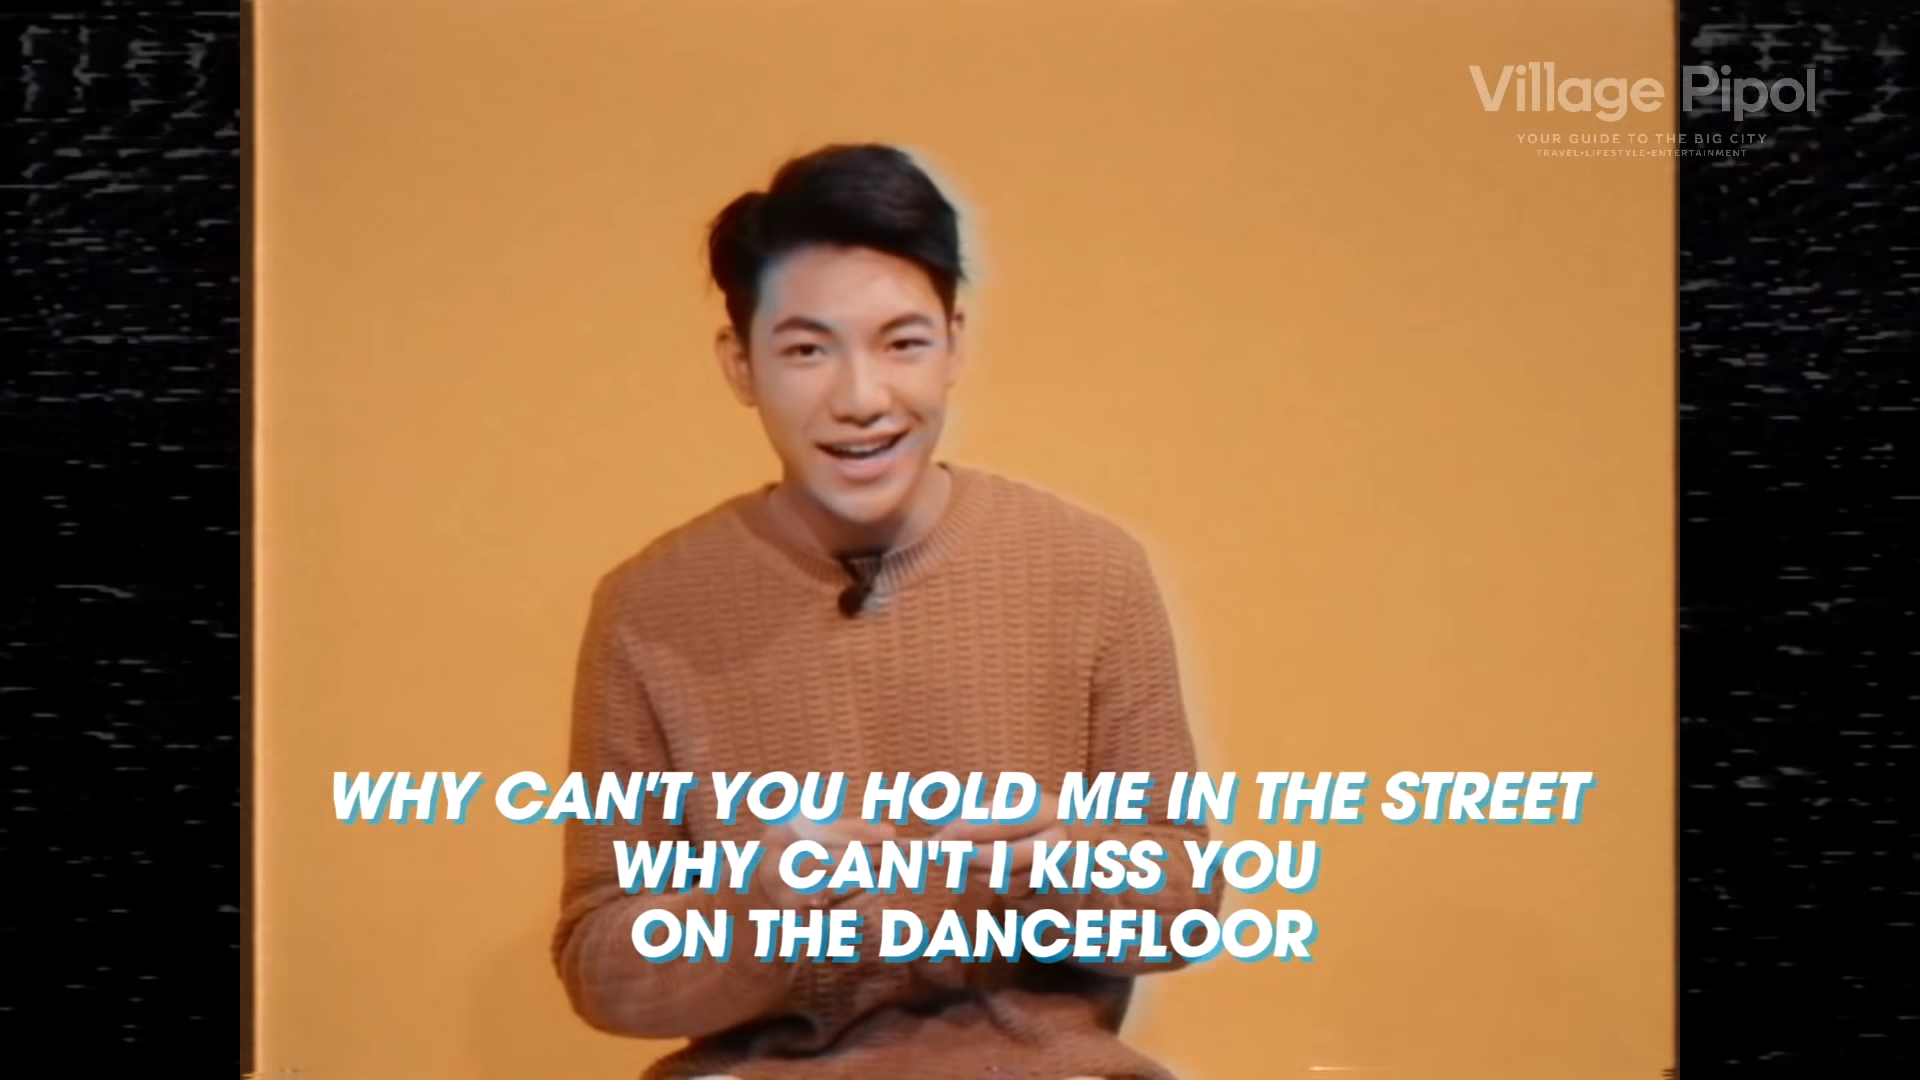 Village Pipol
YOUR GUIDE TO THE BIG CITY
TRAVEL•LIFESTYLE•ENTERTAINMENT
WHY CAN'T YOU HOLD ME IN THE STREET
WHY CAN'T I KISS YOU
ON THE DANCEFLOOR